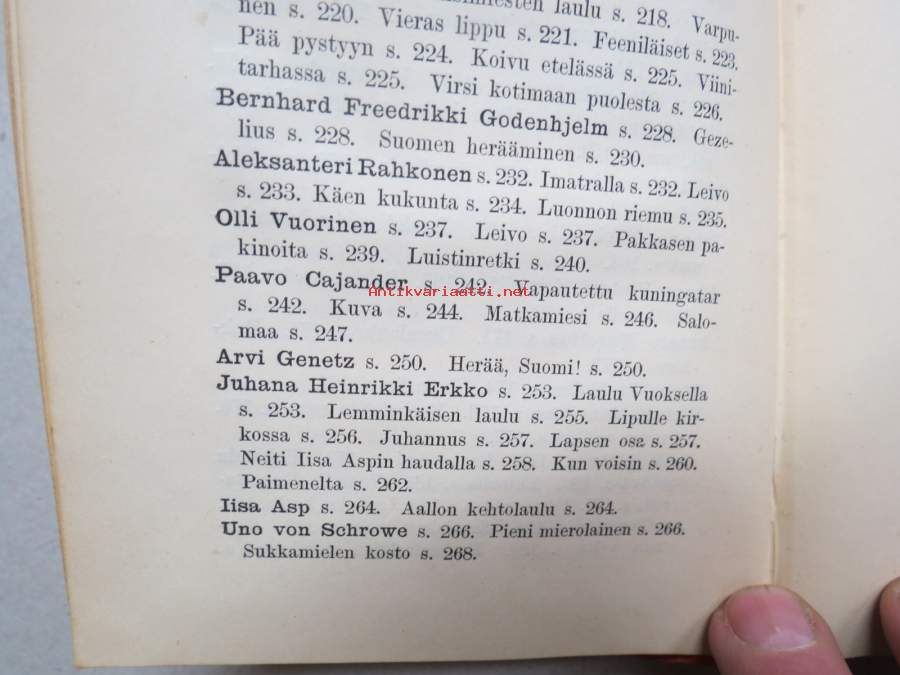 laulu s. 218. Varpu-
nen s. 220. Vieras lippu s. 221. Feeniläiset s. 223.
Pää pystyyn s. 224. Koivu etelässä s. 225. Viini-
tarhassa s. 225. Virsi kotimaan puolesta s. 226.
Bernhard Freedrikki Godenhjelm s. 228. Geze-
lius s. 228. Suomen herääminen s. 230.
Aleksanteri Rahkonen s. 232. Imatralla s. 232. Leivo
s. 233. Käen kukunta s. 234. Luonnon riemu s. 235.
Olli Vuorinen s. 237. Leivo s. 237. Pakkasen pa-
kinoita s. 239. Luistinretki s. 240.
Paavo Cajander s. 242. Vapautettu kuningatar
Antikvariaatti.net
s. 242. Kuva s. 244. Matkamiesi s. 246. Salo-
maa s. 247.
Arvi Genetz s. 250. Herää, Suomi! s. 250.
Juhana Heinrikki Erkko s. 253. Laulu Vuoksella
s. 253. Lemminkäisen laulu s. 255. Lipulle kir-
kossa s. 256. Juhannus s. 257. Lapsen osa s. 257.
Neiti Iisa Aspin haudalla s. 258. Kun voisin s. 260.
Paimenelta s. 262.
Iisa Asp s. 264. Aallon kehtolaulu s. 264.
Uno von Schrowe s. 266. Pieni mierolainen s. 266.
Sukkamielen kosto s. 268.